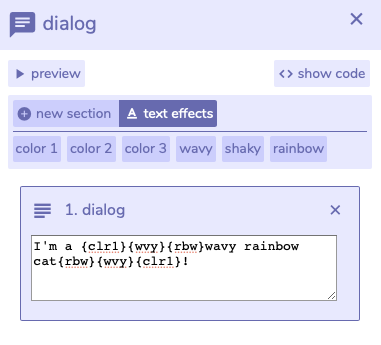 dialog
preview
show code
new section
text effects
color 1 color 2 color 3 wavy shaky rainbow
1. dialog
I'm a {clr1}{wvy}{rbw}wavy rainbow
cat{rbw}{wvy}{clr1}!